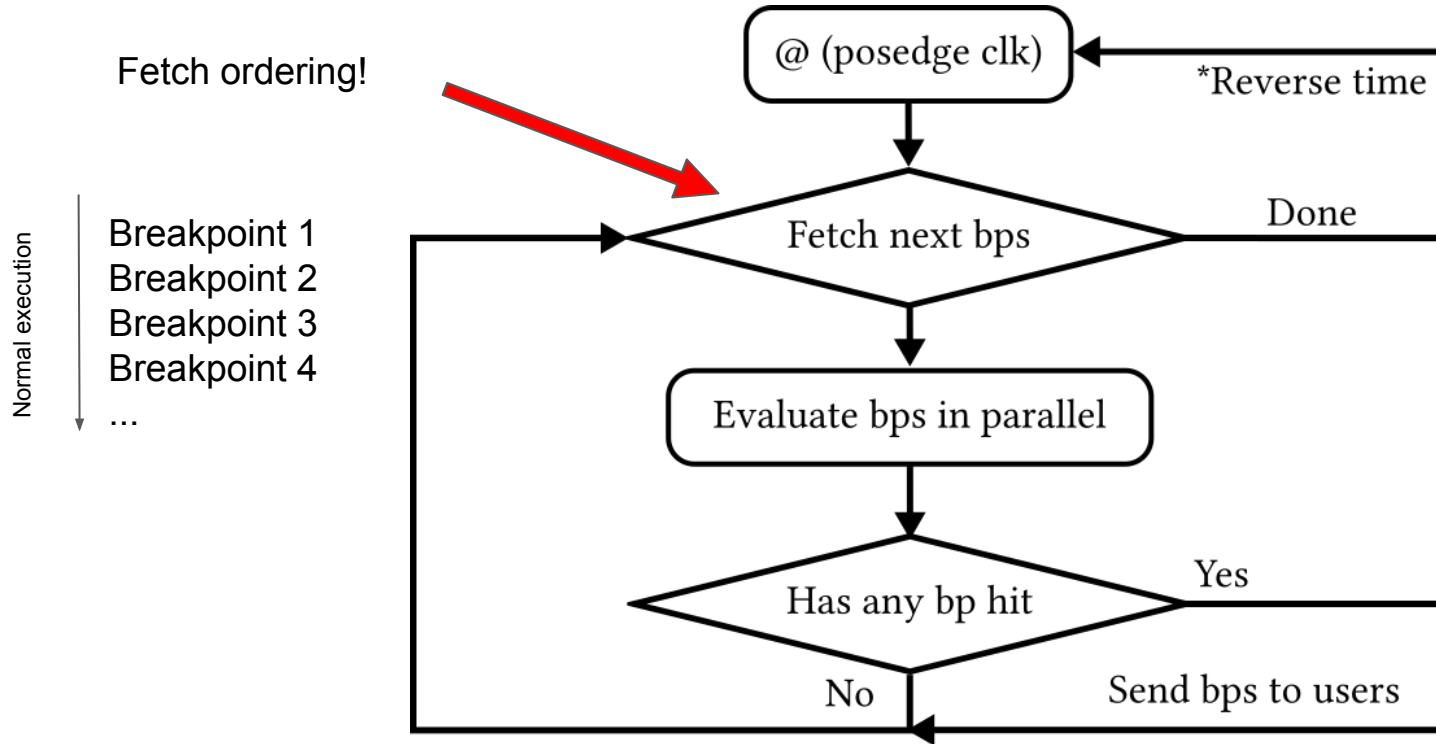 Fetch ordering!
Normal execution
Breakpoint 1
Breakpoint 2
Breakpoint 3
Breakpoint 4
...
@ (posedge clk)
*Reverse time
Fetch next bps
Done
Evaluate bps in parallel
Has any bp hit
Yes
No
Send bps to users